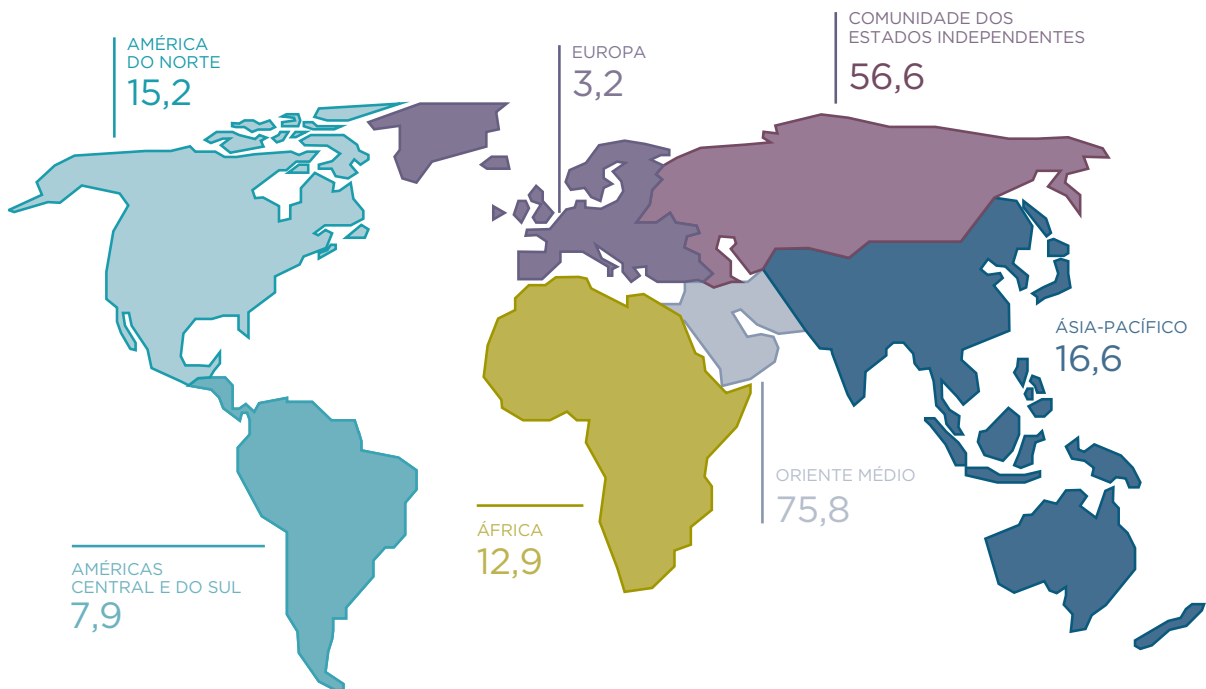 AMÉRICA
DO NORTE
15,2
EUROPA
3,2
COMUNIDADE DOS
ESTADOS INDEPENDENTES
56,6
ÁSIA-PACÍFICO
16,6
ORIENTE MÉDIO
75,8
ÁFRICA
12,9
AMÉRICAS
CENTRAL E DO SUL
7,9